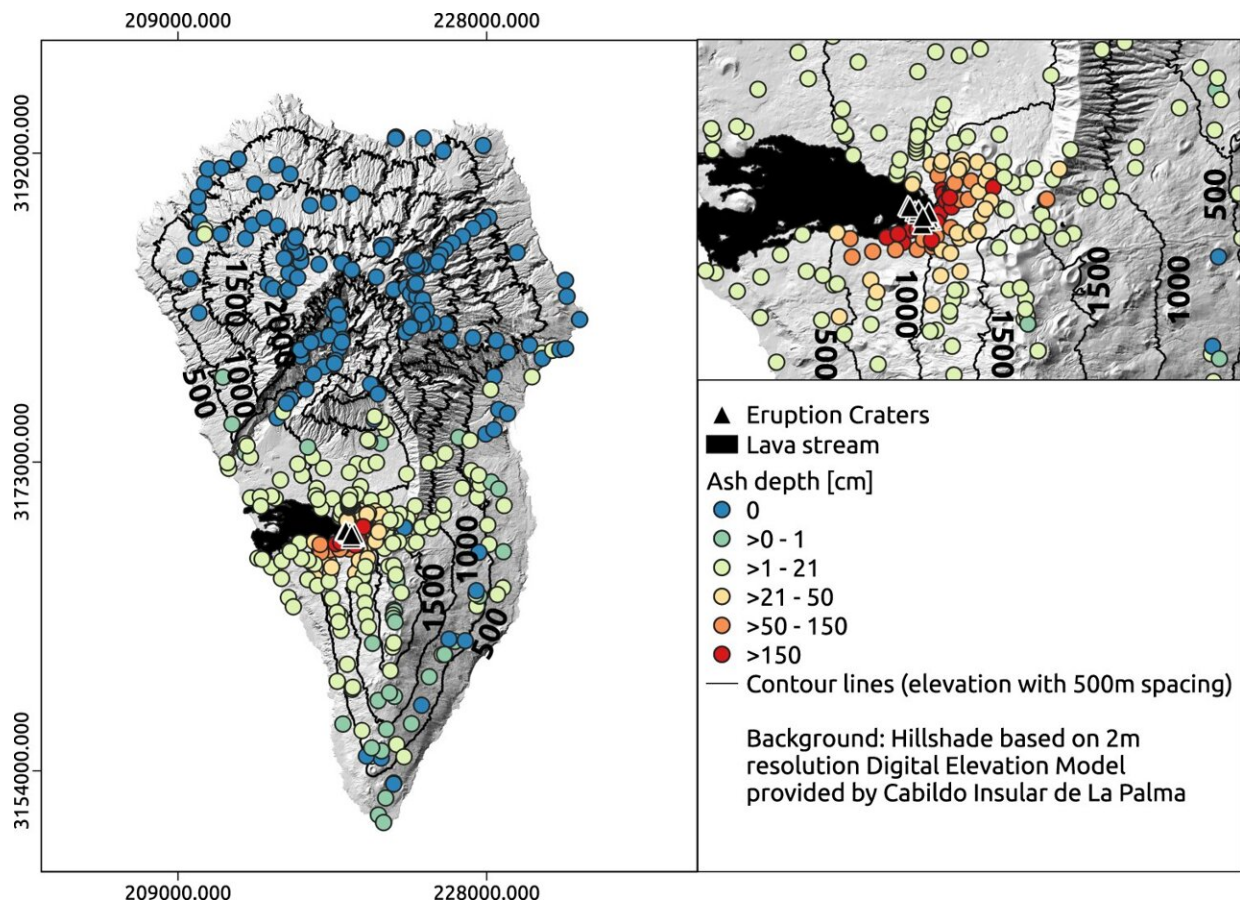 209000.000
228000.000
3192000.000
3173000.000
3154000.000
1500
2000
1000
500
1000
1500
500
500
1000
1500
1500
1000
500
Eruption Craters
Lava stream
Ash depth [cm]
0
>0 - 1
>1 - 21
>21 - 50
>50 - 150
>150
Contour lines (elevation with 500m spacing)
Background: Hillshade based on 2m
resolution Digital Elevation Model
provided by Cabildo Insular de La Palma
209000.000
228000.000